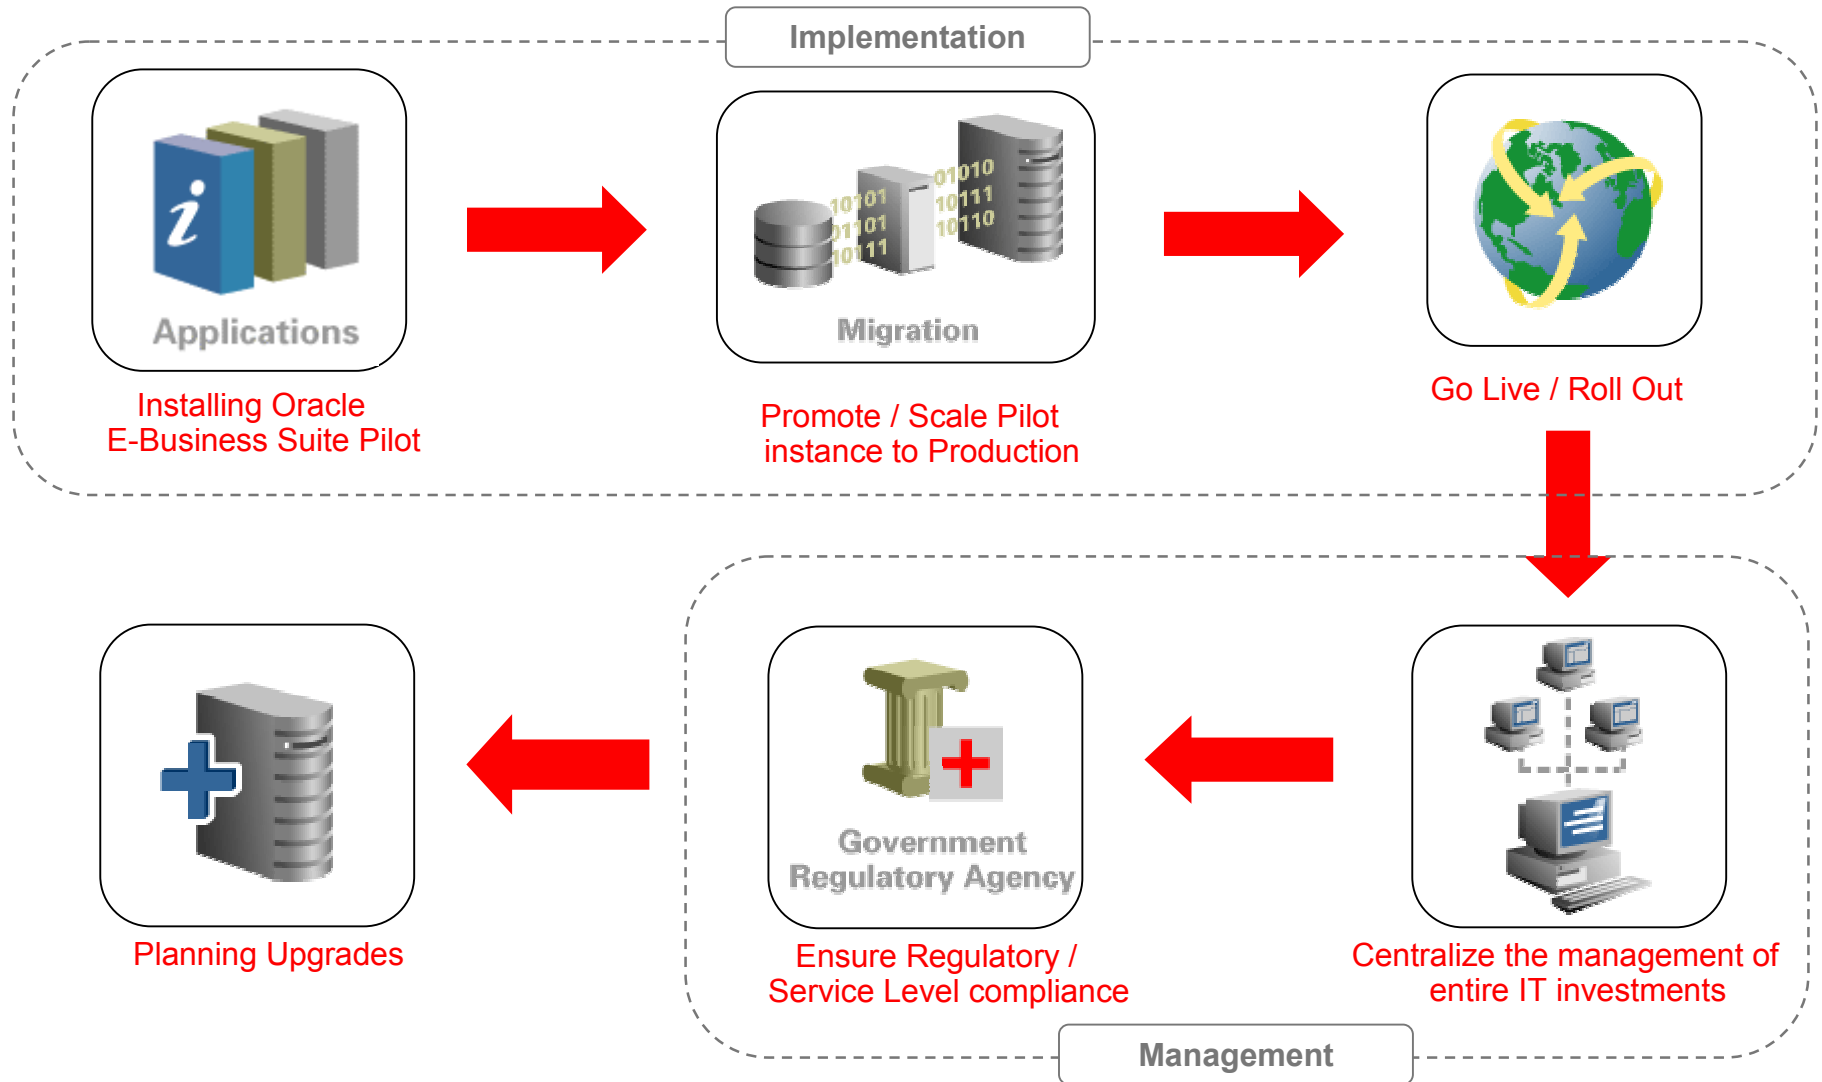 Implementation
i
10101
01101
10111
01010
10111
10110
Applications
Migration
Installing Oracle
E-Business Suite Pilot
Promote / Scale Pilot
instance to Production
Go Live / Roll Out
Planning Upgrades
Government
Regulatory Agency
Ensure Regulatory /
Service Level compliance
Centralize the management of
entire IT investments
Management